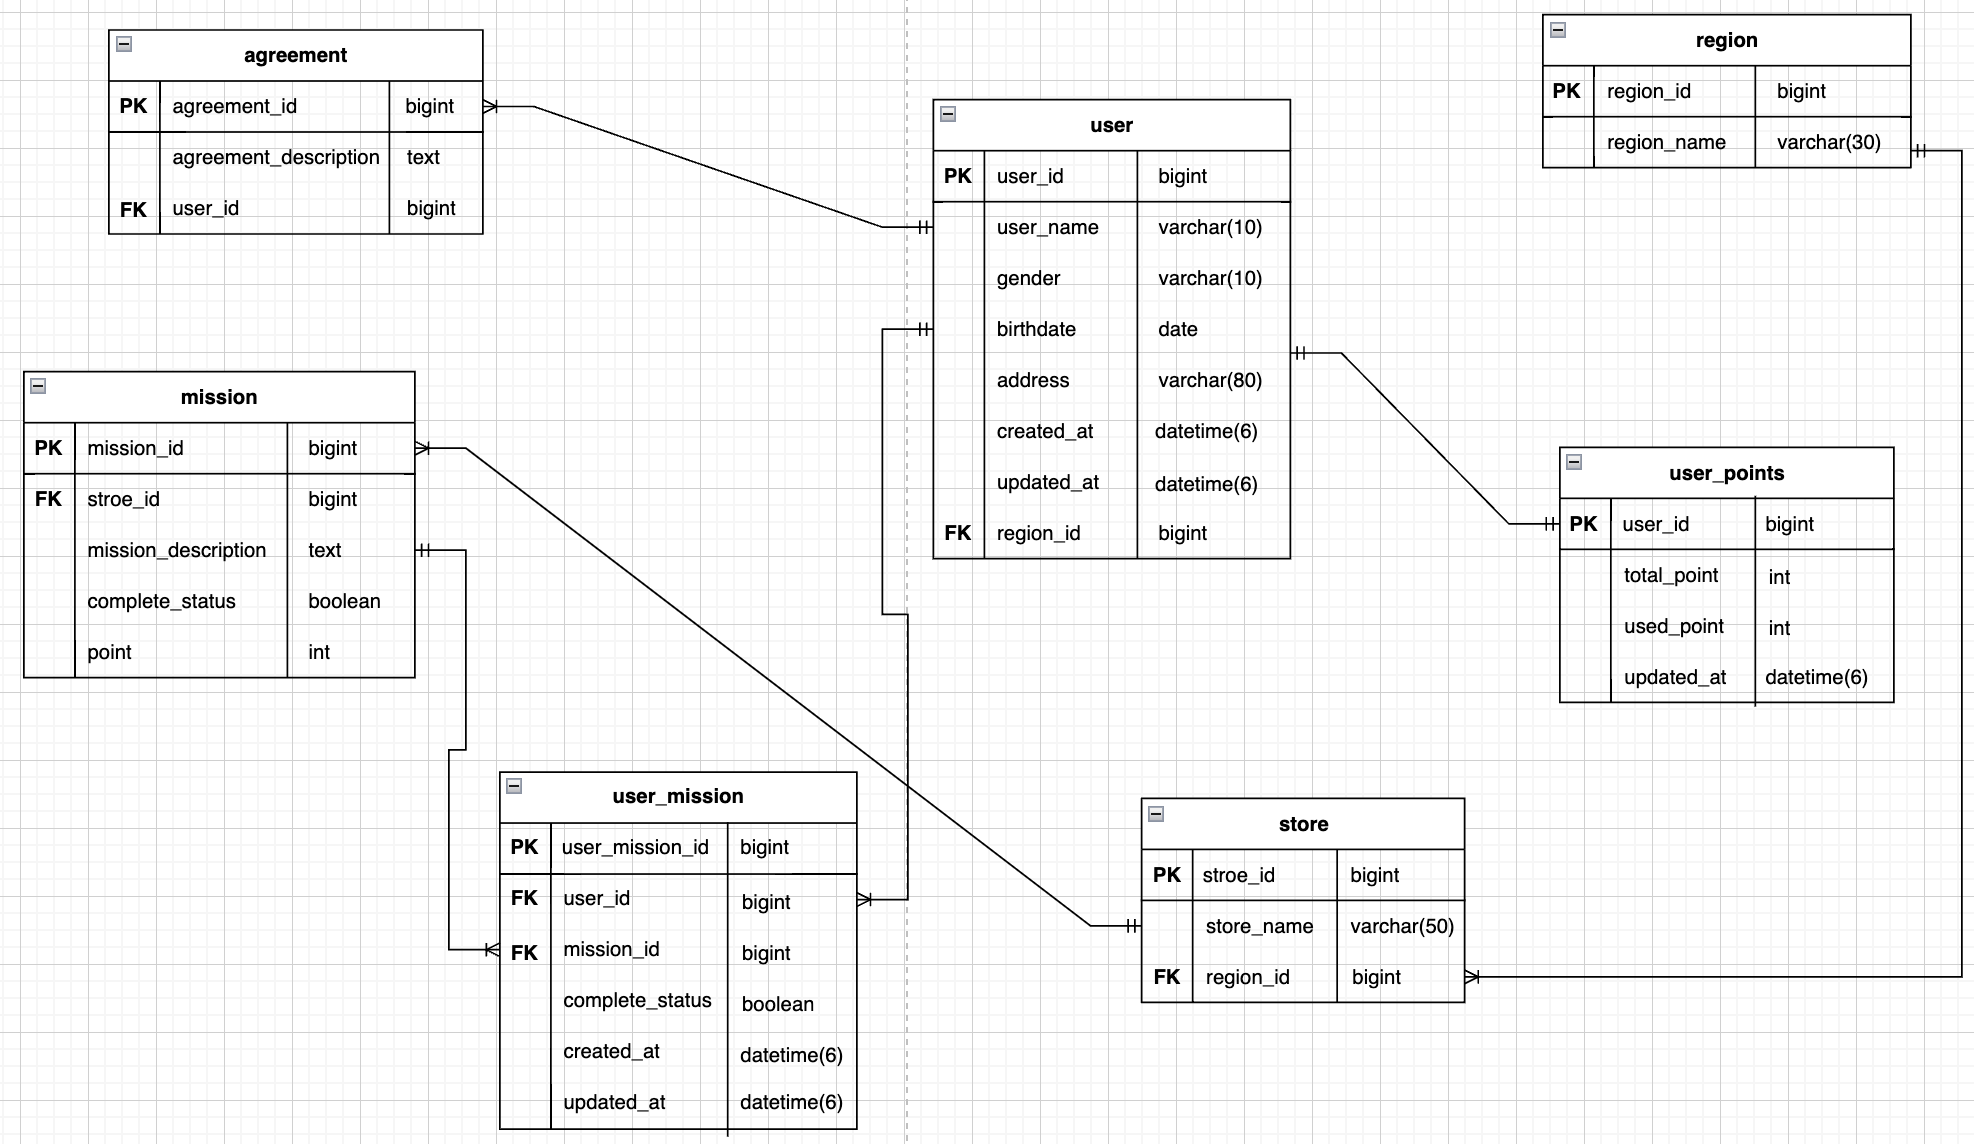 agreement
PK agreement_id bigint
agreement_description text
FK user_id bigint
region
PK region_id bigint
region_name varchar(30)
user
PK user_id bigint
user_name varchar(10)
gender varchar(10)
birthdate date
address varchar(80)
created_at datetime(6)
updated_at datetime(6)
FK region_id bigint
mission
PK mission_id bigint
FK stroe_id bigint
mission_description text
complete_status boolean
point int
user_points
PK user_id bigint
total_point int
used_point int
updated_at datetime(6)
user_mission
PK user_mission_id bigint
FK user_id bigint
FK mission_id bigint
complete_status boolean
created_at datetime(6)
updated_at datetime(6)
store
PK stroe_id bigint
store_name varchar(50)
FK region_id bigint